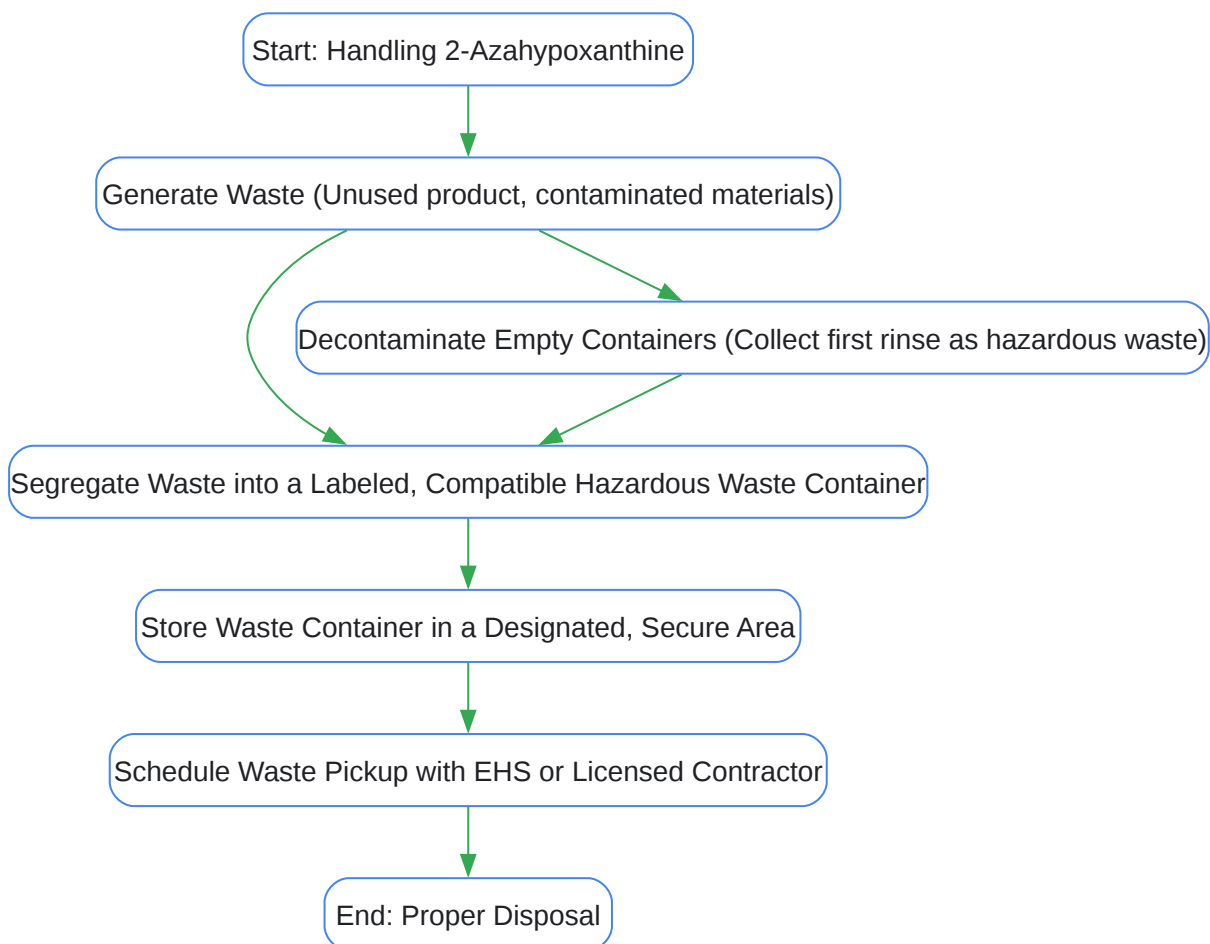 Start: Handling 2-Azahypoxanthine
Generate Waste (Unused product, contaminated materials)
Decontaminate Empty Containers (Collect first rinse as hazardous waste)
Segregate Waste into a Labeled, Compatible Hazardous Waste Container
Store Waste Container in a Designated, Secure Area
Schedule Waste Pickup with EHS or Licensed Contractor
End: Proper Disposal